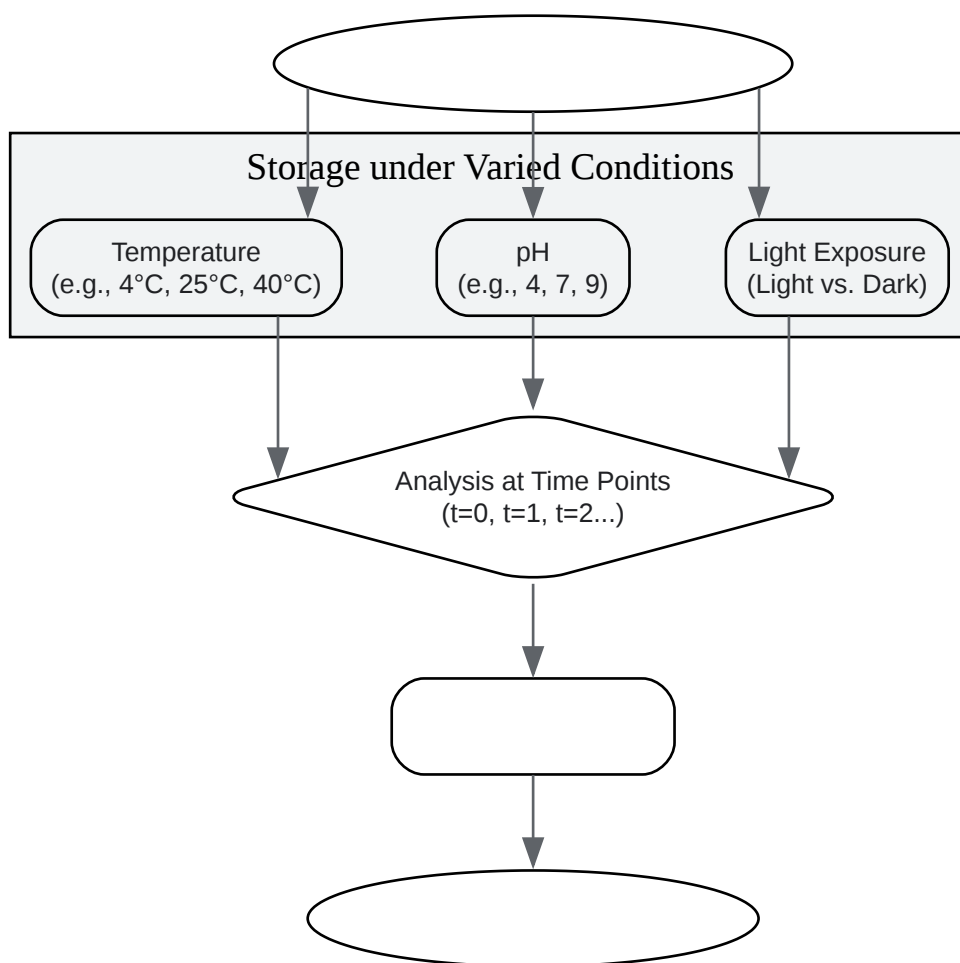 Storage under Varied Conditions
Temperature
(e.g., 4°C, 25°C, 40°C)
pH
(e.g., 4, 7, 9)
Light Exposure
(Light vs. Dark)
Analysis at Time Points
(t=0, t=1, t=2...)